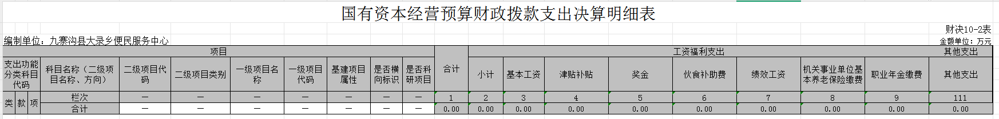 国有资本经营预算财政拨款支出决算明细表
财决10-2表
编制单位：九寨沟县大录乡便民服务中心
金额单位：万元
项目 合计 工资福利支出 其他支出
支出功能分类科目代码 科目名称（二级项目名称、方向） 二级项目代码 二级项目类别 一级项目名称 一级项目代码 基建项目属性 是否横向标识 是否科研项目 小计 基本工资 津贴补贴 奖金 伙食补助费 绩效工资 机关事业单位基本养老保险缴费 职业年金缴费 其他支出
类 款 项 栏次 — — — — — — — 1 2 3 4 5 6 7 8 9 111
合计 — — — — — — — 0.00 0.00 0.00 0.00 0.00 0.00 0.00 0.00 0.00 0.00